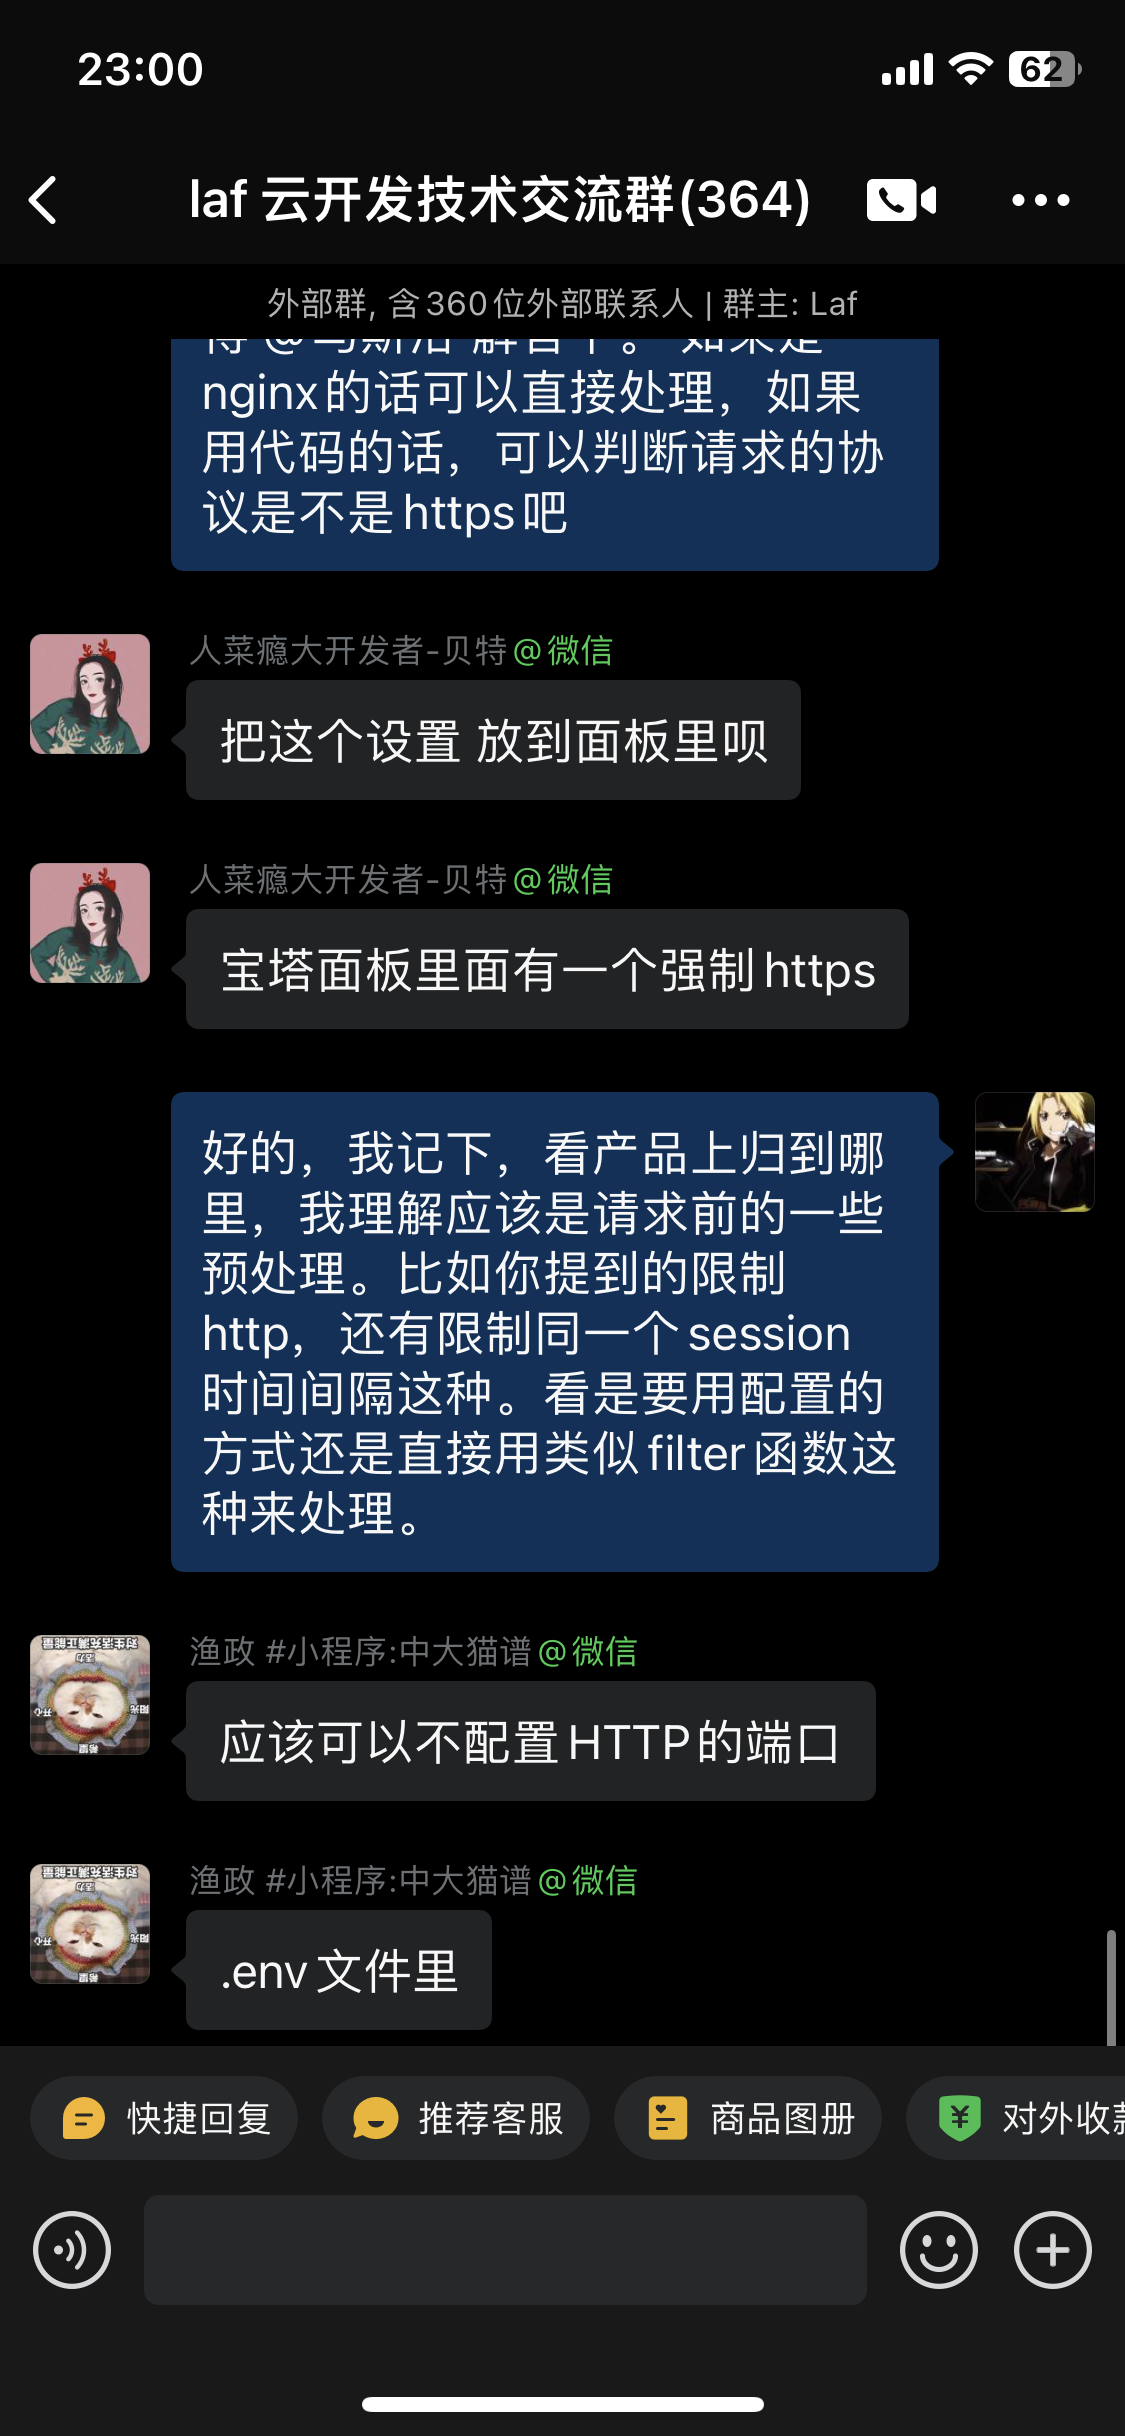 23:00
62
laf 云开发技术交流群(364)
外部群, 含360位外部联系人 | 群主: Laf
nginx的话可以直接处理，如果
用代码的话，可以判断请求的协
议是不是https吧
人菜瘾大开发者-贝特@微信
把这个设置 放到面板里呗
人菜瘾大开发者-贝特@微信
宝塔面板里面有一个强制https
好的，我记下，看产品上归到哪
里，我理解应该是请求前的一些
预处理。比如你提到的限制
http，还有限制同一个session
时间间隔这种。看是要用配置的
方式还是直接用类似filter函数这
种来处理。
渔政 #小程序:中大猫谱@微信
应该可以不配置HTTP的端口
渔政 #小程序:中大猫谱@微信
.env文件里
快捷回复
推荐客服
商品图册
对外收款